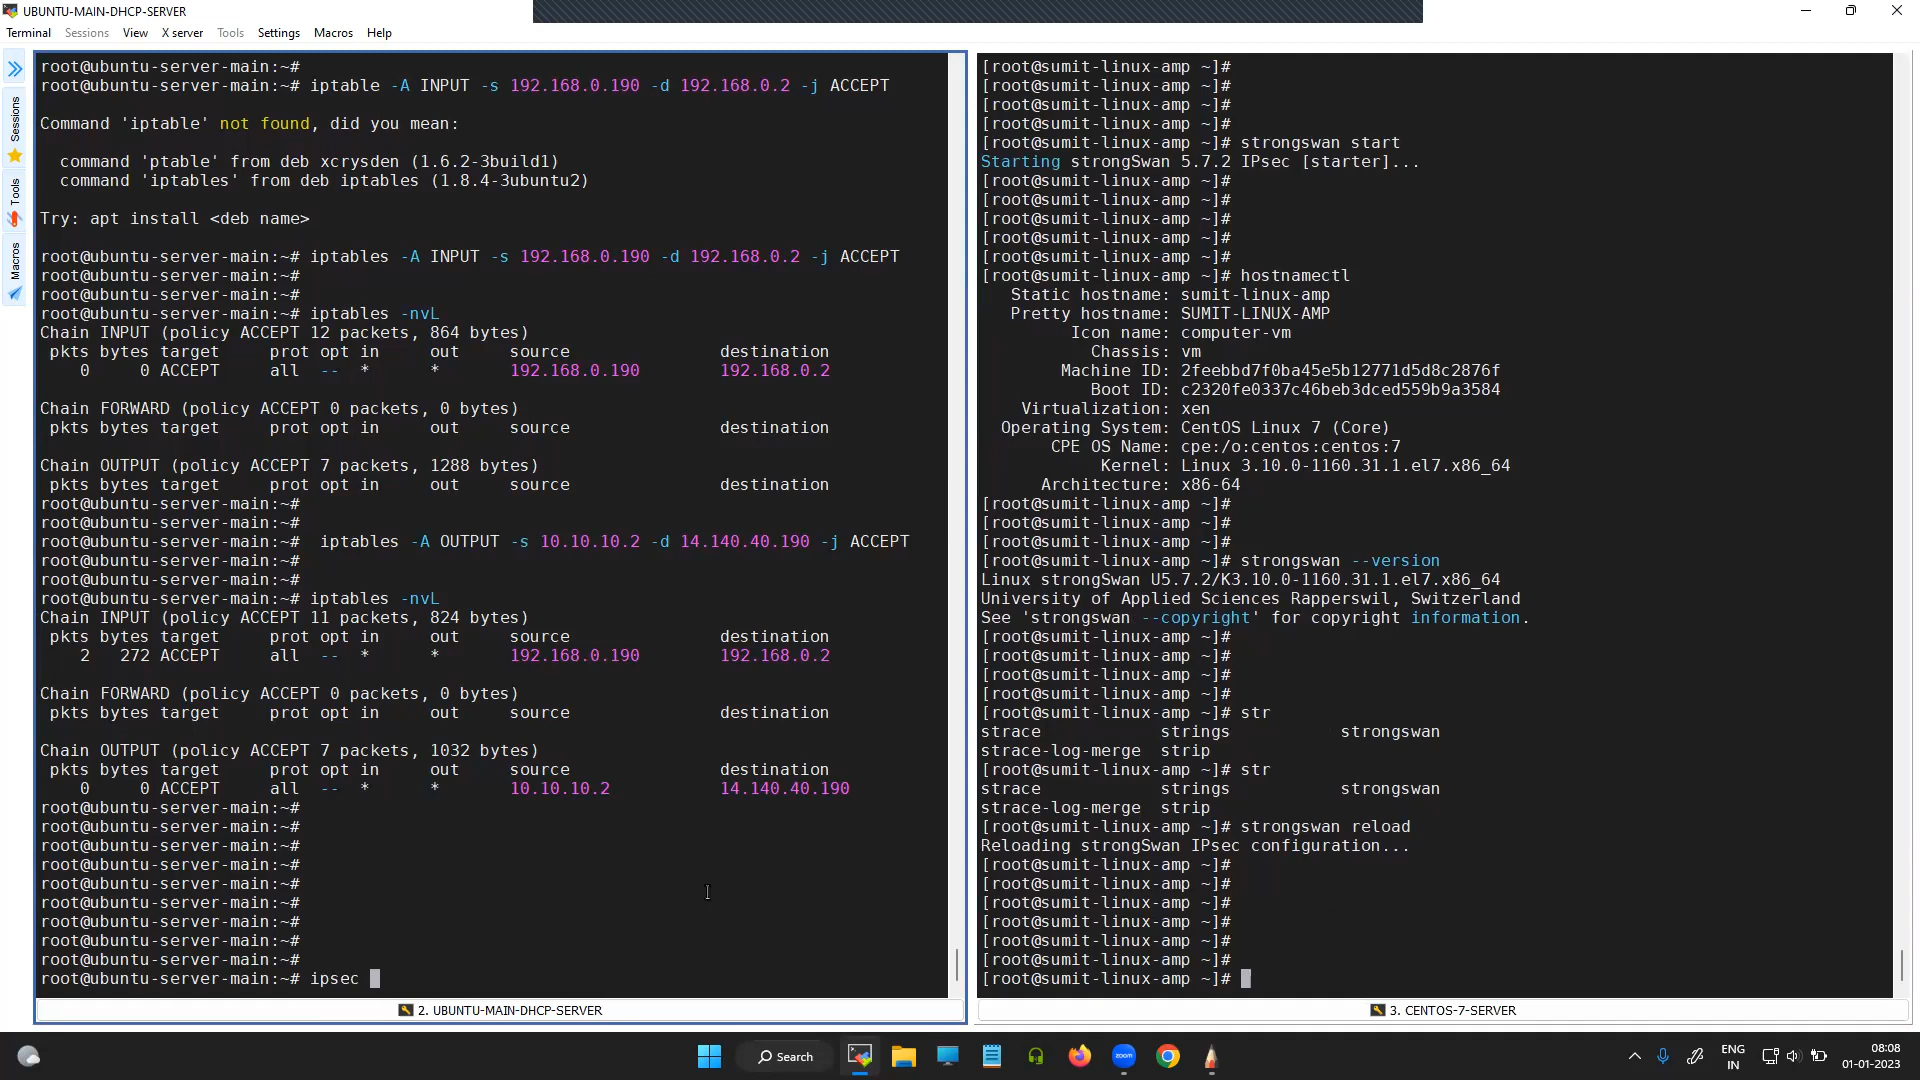 UBUNTU-MAIN-DHCP-SERVER
Terminal Sessions View X server Tools Settings Macros Help
Sessions
Tools
Macros
root@ubuntu-server-main:~#
root@ubuntu-server-main:~# iptable -A INPUT -s 192.168.0.190 -d 192.168.0.2 -j ACCEPT
Command 'iptable' not found, did you mean:
command 'ptable' from deb xcrysden (1.6.2-3build1)
command 'iptables' from deb iptables (1.8.4-3ubuntu2)
Try: apt install <deb name>
root@ubuntu-server-main:~# iptables -A INPUT -s 192.168.0.190 -d 192.168.0.2 -j ACCEPT
root@ubuntu-server-main:~#
root@ubuntu-server-main:~#
root@ubuntu-server-main:~# iptables -nvL
Chain INPUT (policy ACCEPT 12 packets, 864 bytes)
pkts bytes target prot opt in out source destination
0 0 ACCEPT all -- * * 192.168.0.190 192.168.0.2
Chain FORWARD (policy ACCEPT 0 packets, 0 bytes)
pkts bytes target prot opt in out source destination
Chain OUTPUT (policy ACCEPT 7 packets, 1288 bytes)
pkts bytes target prot opt in out source destination
root@ubuntu-server-main:~#
root@ubuntu-server-main:~#
root@ubuntu-server-main:~#  iptables -A OUTPUT -s 10.10.10.2 -d 14.140.40.190 -j ACCEPT
root@ubuntu-server-main:~#
root@ubuntu-server-main:~#
root@ubuntu-server-main:~# iptables -nvL
Chain INPUT (policy ACCEPT 11 packets, 824 bytes)
pkts bytes target prot opt in out source destination
2 272 ACCEPT all -- * * 192.168.0.190 192.168.0.2
Chain FORWARD (policy ACCEPT 0 packets, 0 bytes)
pkts bytes target prot opt in out source destination
Chain OUTPUT (policy ACCEPT 7 packets, 1032 bytes)
pkts bytes target prot opt in out source destination
0 0 ACCEPT all -- * * 10.10.10.2 14.140.40.190
root@ubuntu-server-main:~#
root@ubuntu-server-main:~#
root@ubuntu-server-main:~#
root@ubuntu-server-main:~#
root@ubuntu-server-main:~#
root@ubuntu-server-main:~#
root@ubuntu-server-main:~#
root@ubuntu-server-main:~#
root@ubuntu-server-main:~#
root@ubuntu-server-main:~# ipsec
2. UBUNTU-MAIN-DHCP-SERVER
[root@sumit-linux-amp ~]#
[root@sumit-linux-amp ~]#
[root@sumit-linux-amp ~]#
[root@sumit-linux-amp ~]#
[root@sumit-linux-amp ~]# strongswan start
Starting strongSwan 5.7.2 IPsec [starter]...
[root@sumit-linux-amp ~]#
[root@sumit-linux-amp ~]#
[root@sumit-linux-amp ~]#
[root@sumit-linux-amp ~]#
[root@sumit-linux-amp ~]#
[root@sumit-linux-amp ~]# hostnamectl
Static hostname: sumit-linux-amp
Pretty hostname: SUMIT-LINUX-AMP
Icon name: computer-vm
Chassis: vm
Machine ID: 2feebbd7f0ba45e5b12771d5d8c2876f
Boot ID: c2320fe0337c46beb3dced559b9a3584
Virtualization: xen
Operating System: CentOS Linux 7 (Core)
CPE OS Name: cpe:/o:centos:centos:7
Kernel: Linux 3.10.0-1160.31.1.el7.x86_64
Architecture: x86-64
[root@sumit-linux-amp ~]#
[root@sumit-linux-amp ~]#
[root@sumit-linux-amp ~]#
[root@sumit-linux-amp ~]# strongswan --version
Linux strongSwan U5.7.2/K3.10.0-1160.31.1.el7.x86_64
University of Applied Sciences Rapperswil, Switzerland
See 'strongswan --copyright' for copyright information.
[root@sumit-linux-amp ~]#
[root@sumit-linux-amp ~]#
[root@sumit-linux-amp ~]#
[root@sumit-linux-amp ~]#
[root@sumit-linux-amp ~]# str
strace strings strongswan
strace-log-merge strip
[root@sumit-linux-amp ~]# str
strace strings strongswan
strace-log-merge strip
[root@sumit-linux-amp ~]# strongswan reload
Reloading strongSwan IPsec configuration...
[root@sumit-linux-amp ~]#
[root@sumit-linux-amp ~]#
[root@sumit-linux-amp ~]#
[root@sumit-linux-amp ~]#
[root@sumit-linux-amp ~]#
[root@sumit-linux-amp ~]#
[root@sumit-linux-amp ~]#
3. CENTOS-7-SERVER
Search
zoom
ENG
IN
08:08
01-01-2023